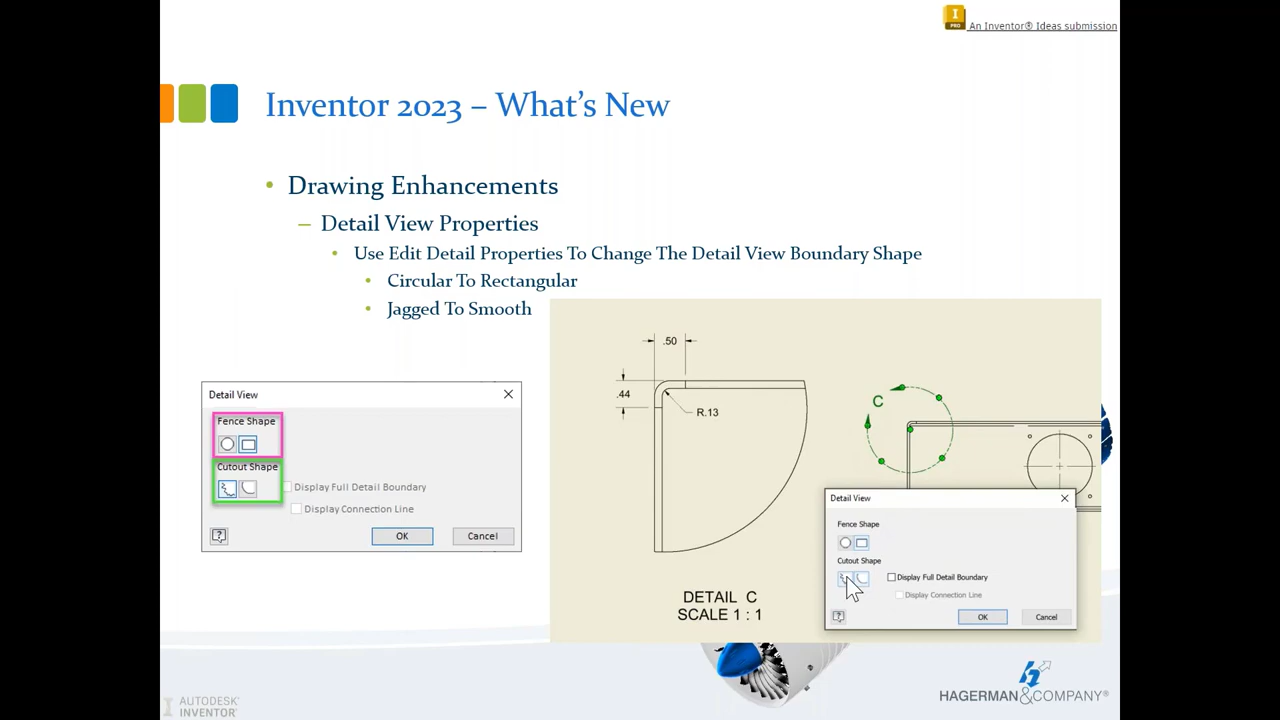 I
PRO
An Inventor® Ideas submission
Inventor 2023 – What's New
• Drawing Enhancements
– Detail View Properties
• Use Edit Detail Properties To Change The Detail View Boundary Shape
• Circular To Rectangular
• Jagged To Smooth
Detail View
Fence Shape
Cutout Shape
Display Full Detail Boundary
Display Connection Line
?
OK
Cancel
.50
.44
R.13
C
DETAIL C
SCALE 1 : 1
Detail View
Fence Shape
Cutout Shape
Display Full Detail Boundary
Display Connection Line
?
OK
Cancel
I AUTODESK®
INVENTOR®
HAGERMAN&COMPANY®